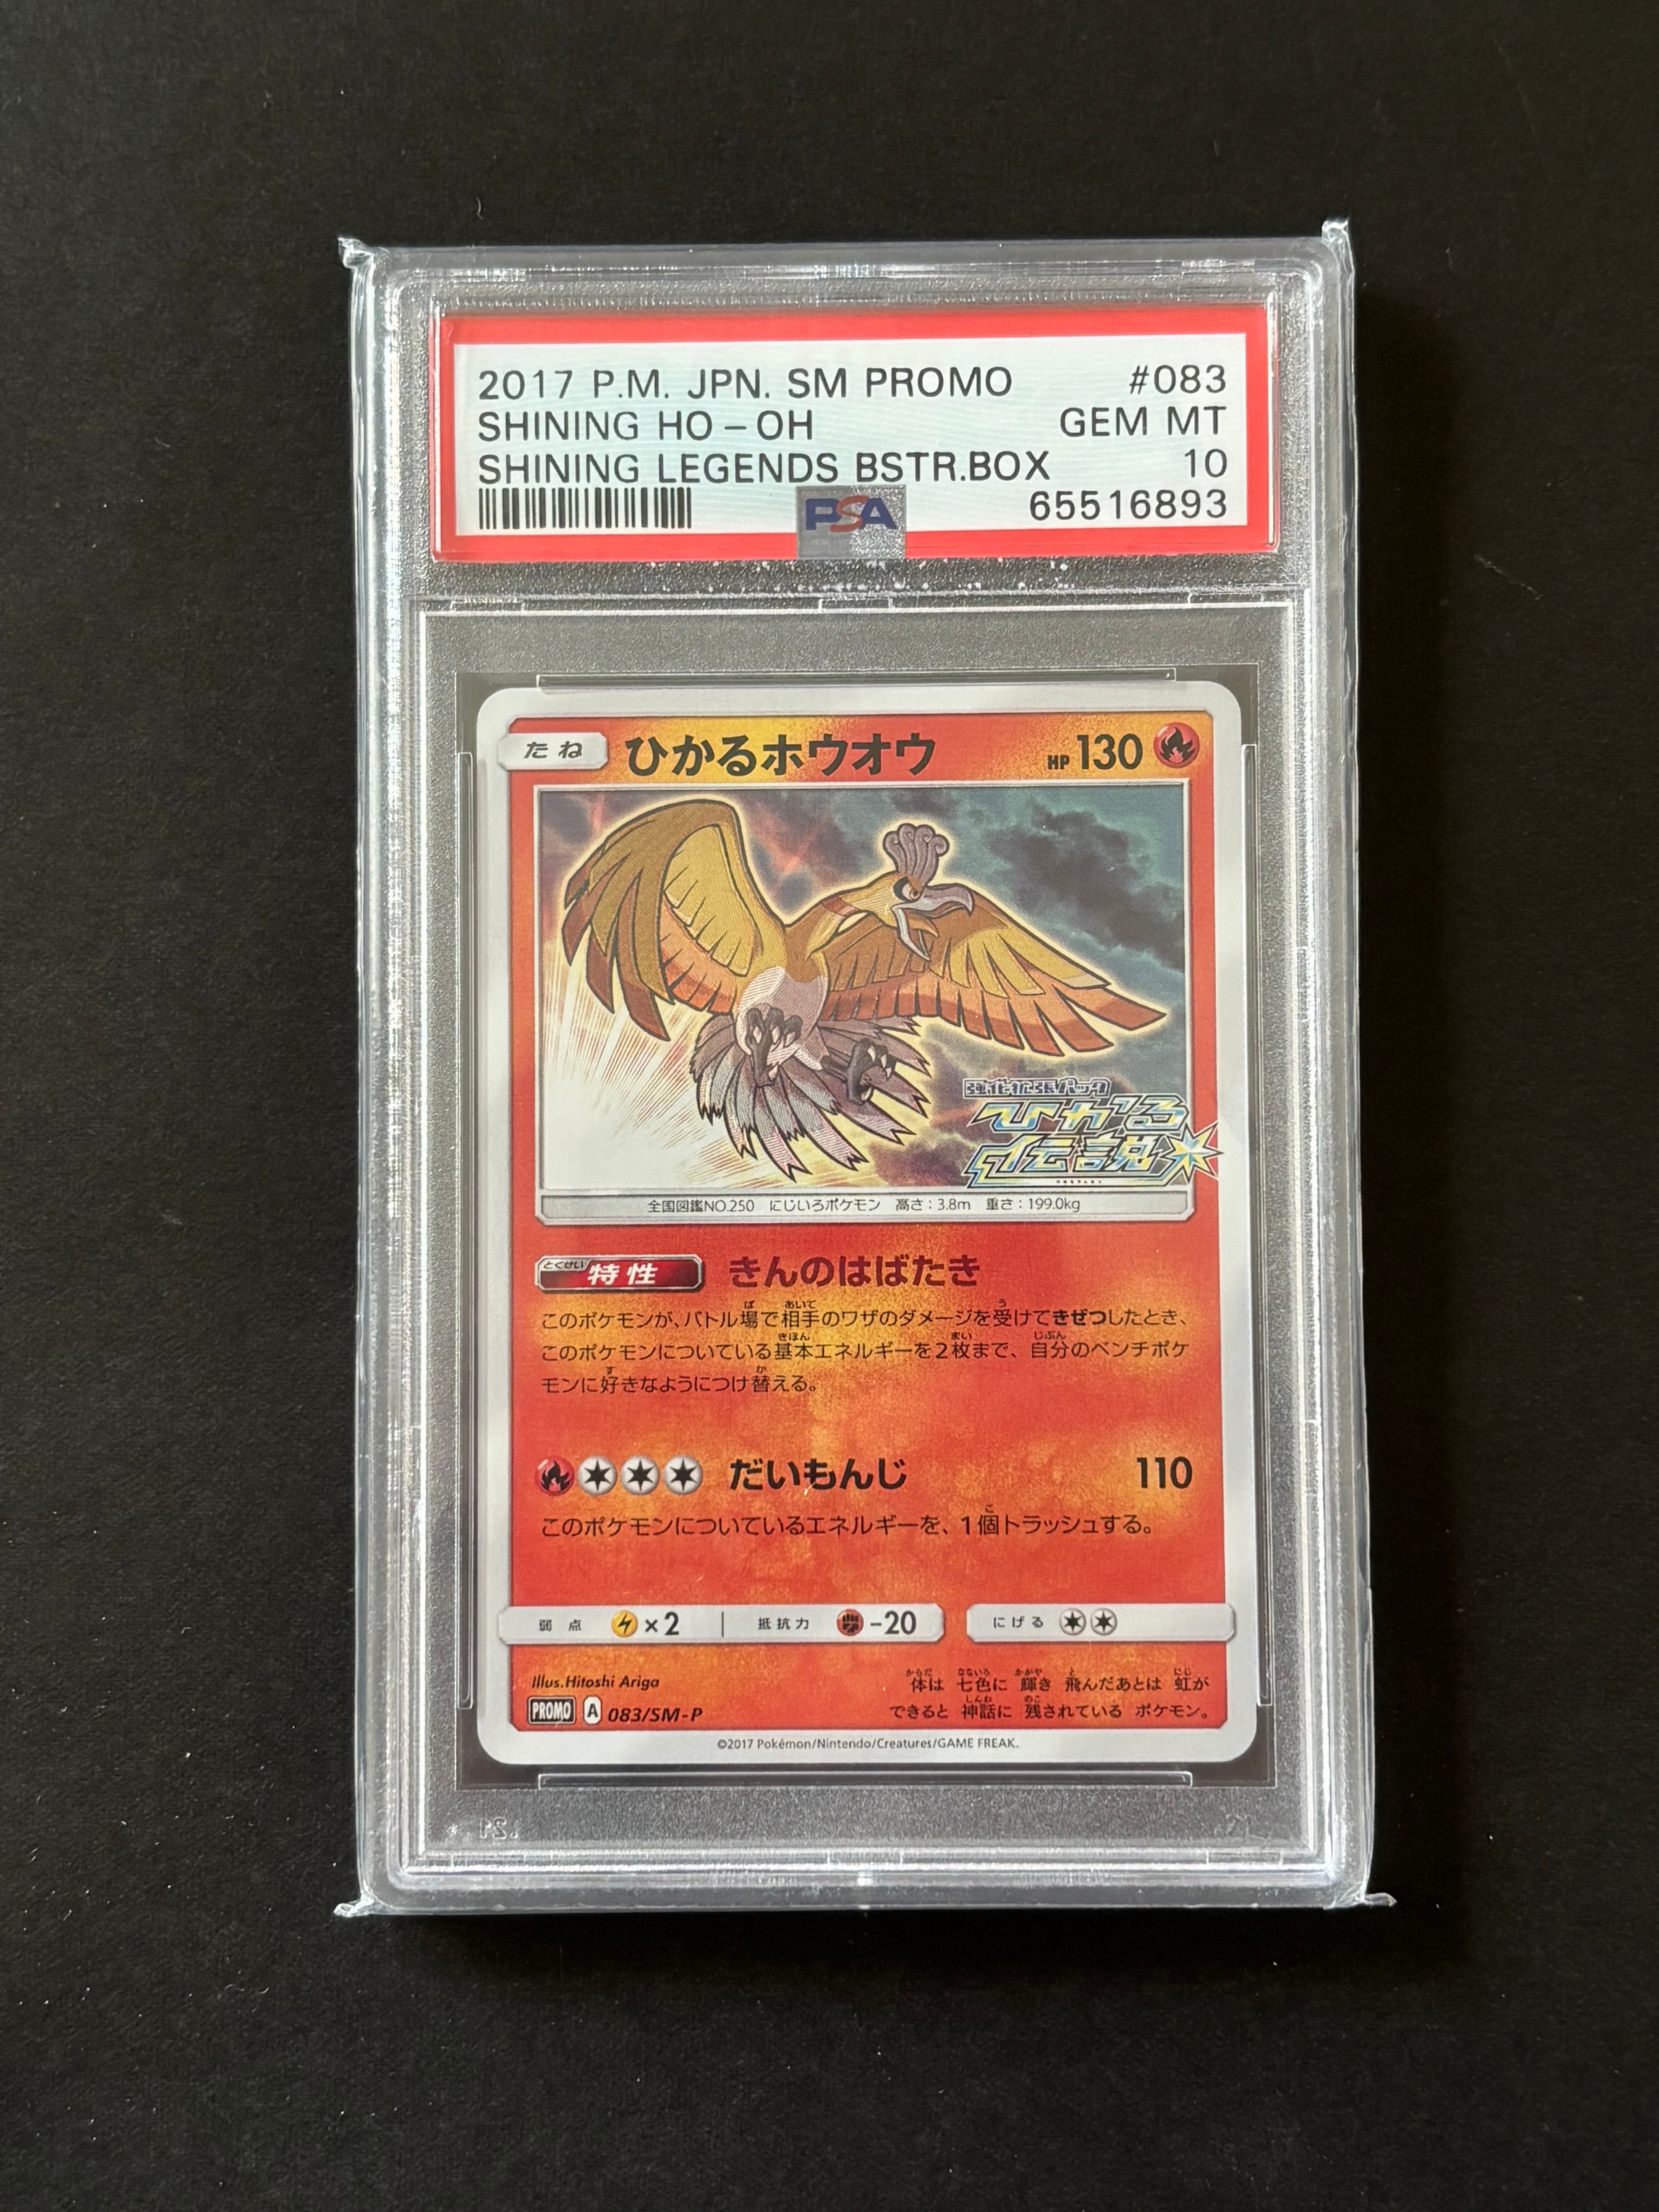 2017 P.M. JPN. SM PROMO #083
SHINING HO-OH GEM MT
SHINING LEGENDS BSTR.BOX 10
PSA 65516893
たね ひかるホウオウ HP 130
強化拡張パック
ひかる
伝説
全国図鑑NO.250 にじいろポケモン 高さ:3.8m 重さ:199.0kg
とくせい
特性 きんのはばたき
このポケモンが、バトル場で相手のワザのダメージを受けてきぜつしたとき、
このポケモンについている基本エネルギーを2枚まで、自分のベンチポケ
モンに好きなようにつけ替える。
だいもんじ 110
このポケモンについているエネルギーを、1個トラッシュする。
弱点 ×2 抵抗力 -20 にげる
Illus.Hitoshi Ariga
体は 七色に 輝き 飛んだあとは 虹が
PROMO A 083/SM-P
できると 神話に 残されている ポケモン。
©2017 Pokémon/Nintendo/Creatures/GAME FREAK.